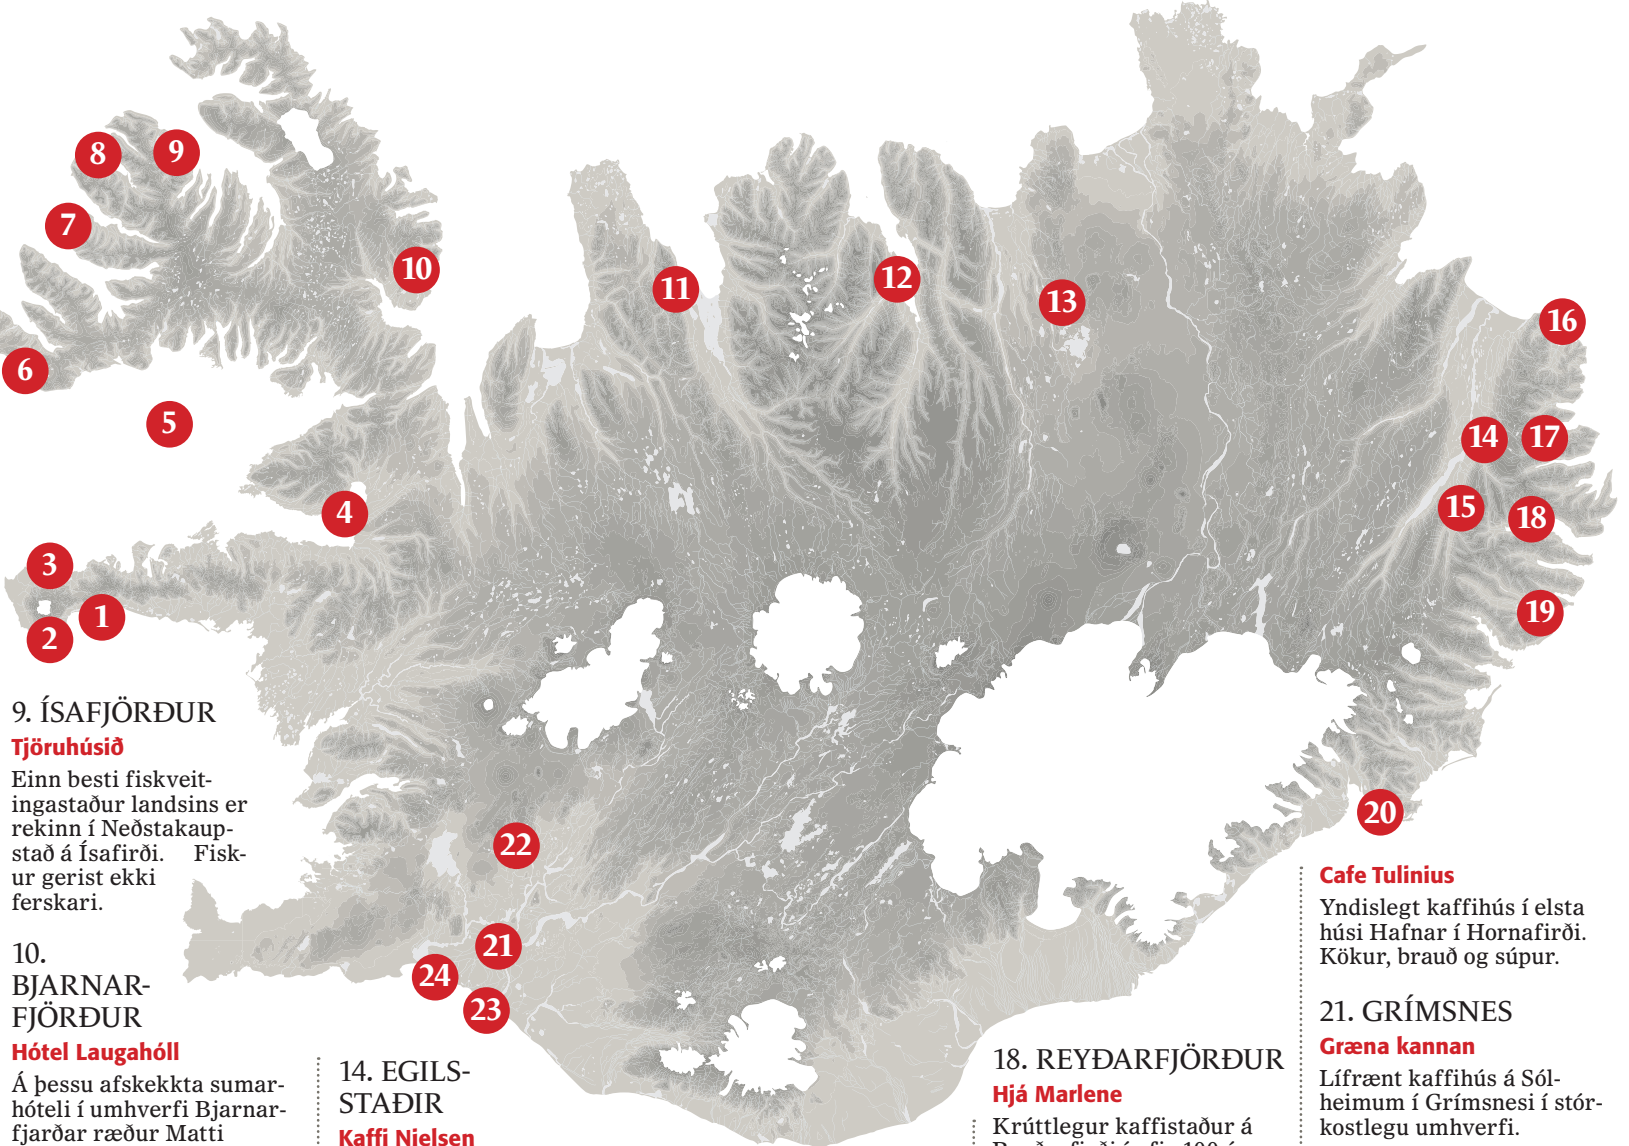 8
9
7
10
11
12
13
16
6
5
14
17
4
15
18
3
1
2
19
20
22
21
24
23
9. ÍSAFJÖRÐUR
Tjöruhúsið
Einn besti fiskveit-
ingastaður landsins er
rekinn í Neðstakaup-
stað á Ísafirði. Fisk-
ur gerist ekki
ferskari.
10.
BJARNAR-
FJÖRÐUR
Hótel Laugahóll
Á þessu afskekkta sumar-
hóteli í umhverfi Bjarnar-
fjarðar ræður Matti
14. EGILS-
STAÐIR
Kaffi Nielsen
18. REYÐARFJÖRÐUR
Hjá Marlene
Krúttlegur kaffistaður á
Cafe Tulinius
Yndislegt kaffihús í elsta
húsi Hafnar í Hornafirði.
Kökur, brauð og súpur.
21. GRÍMSNES
Græna kannan
Lífrænt kaffihús á Sól-
heimum í Grímsnesi í stór-
kostlegu umhverfi.